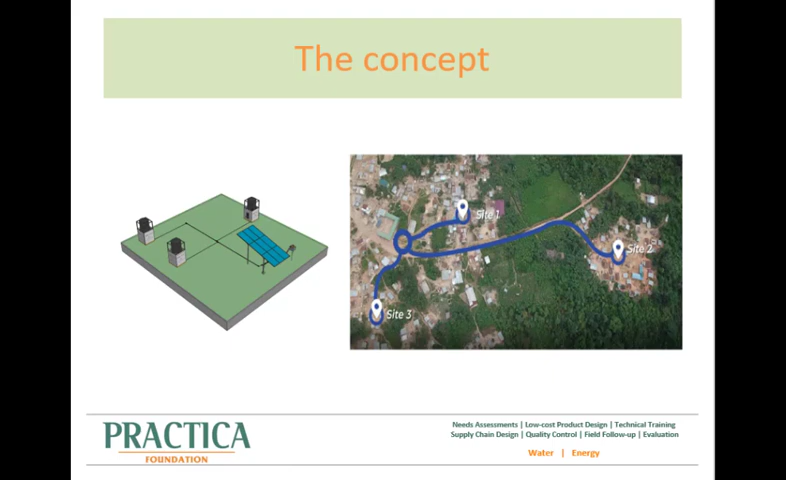 The concept
Site 1
Site 2
Site 3
PRACTICA
FOUNDATION
Needs Assessments | Low-cost Product Design | Technical Training
Supply Chain Design | Quality Control | Field Follow-up | Evaluation
Water | Energy